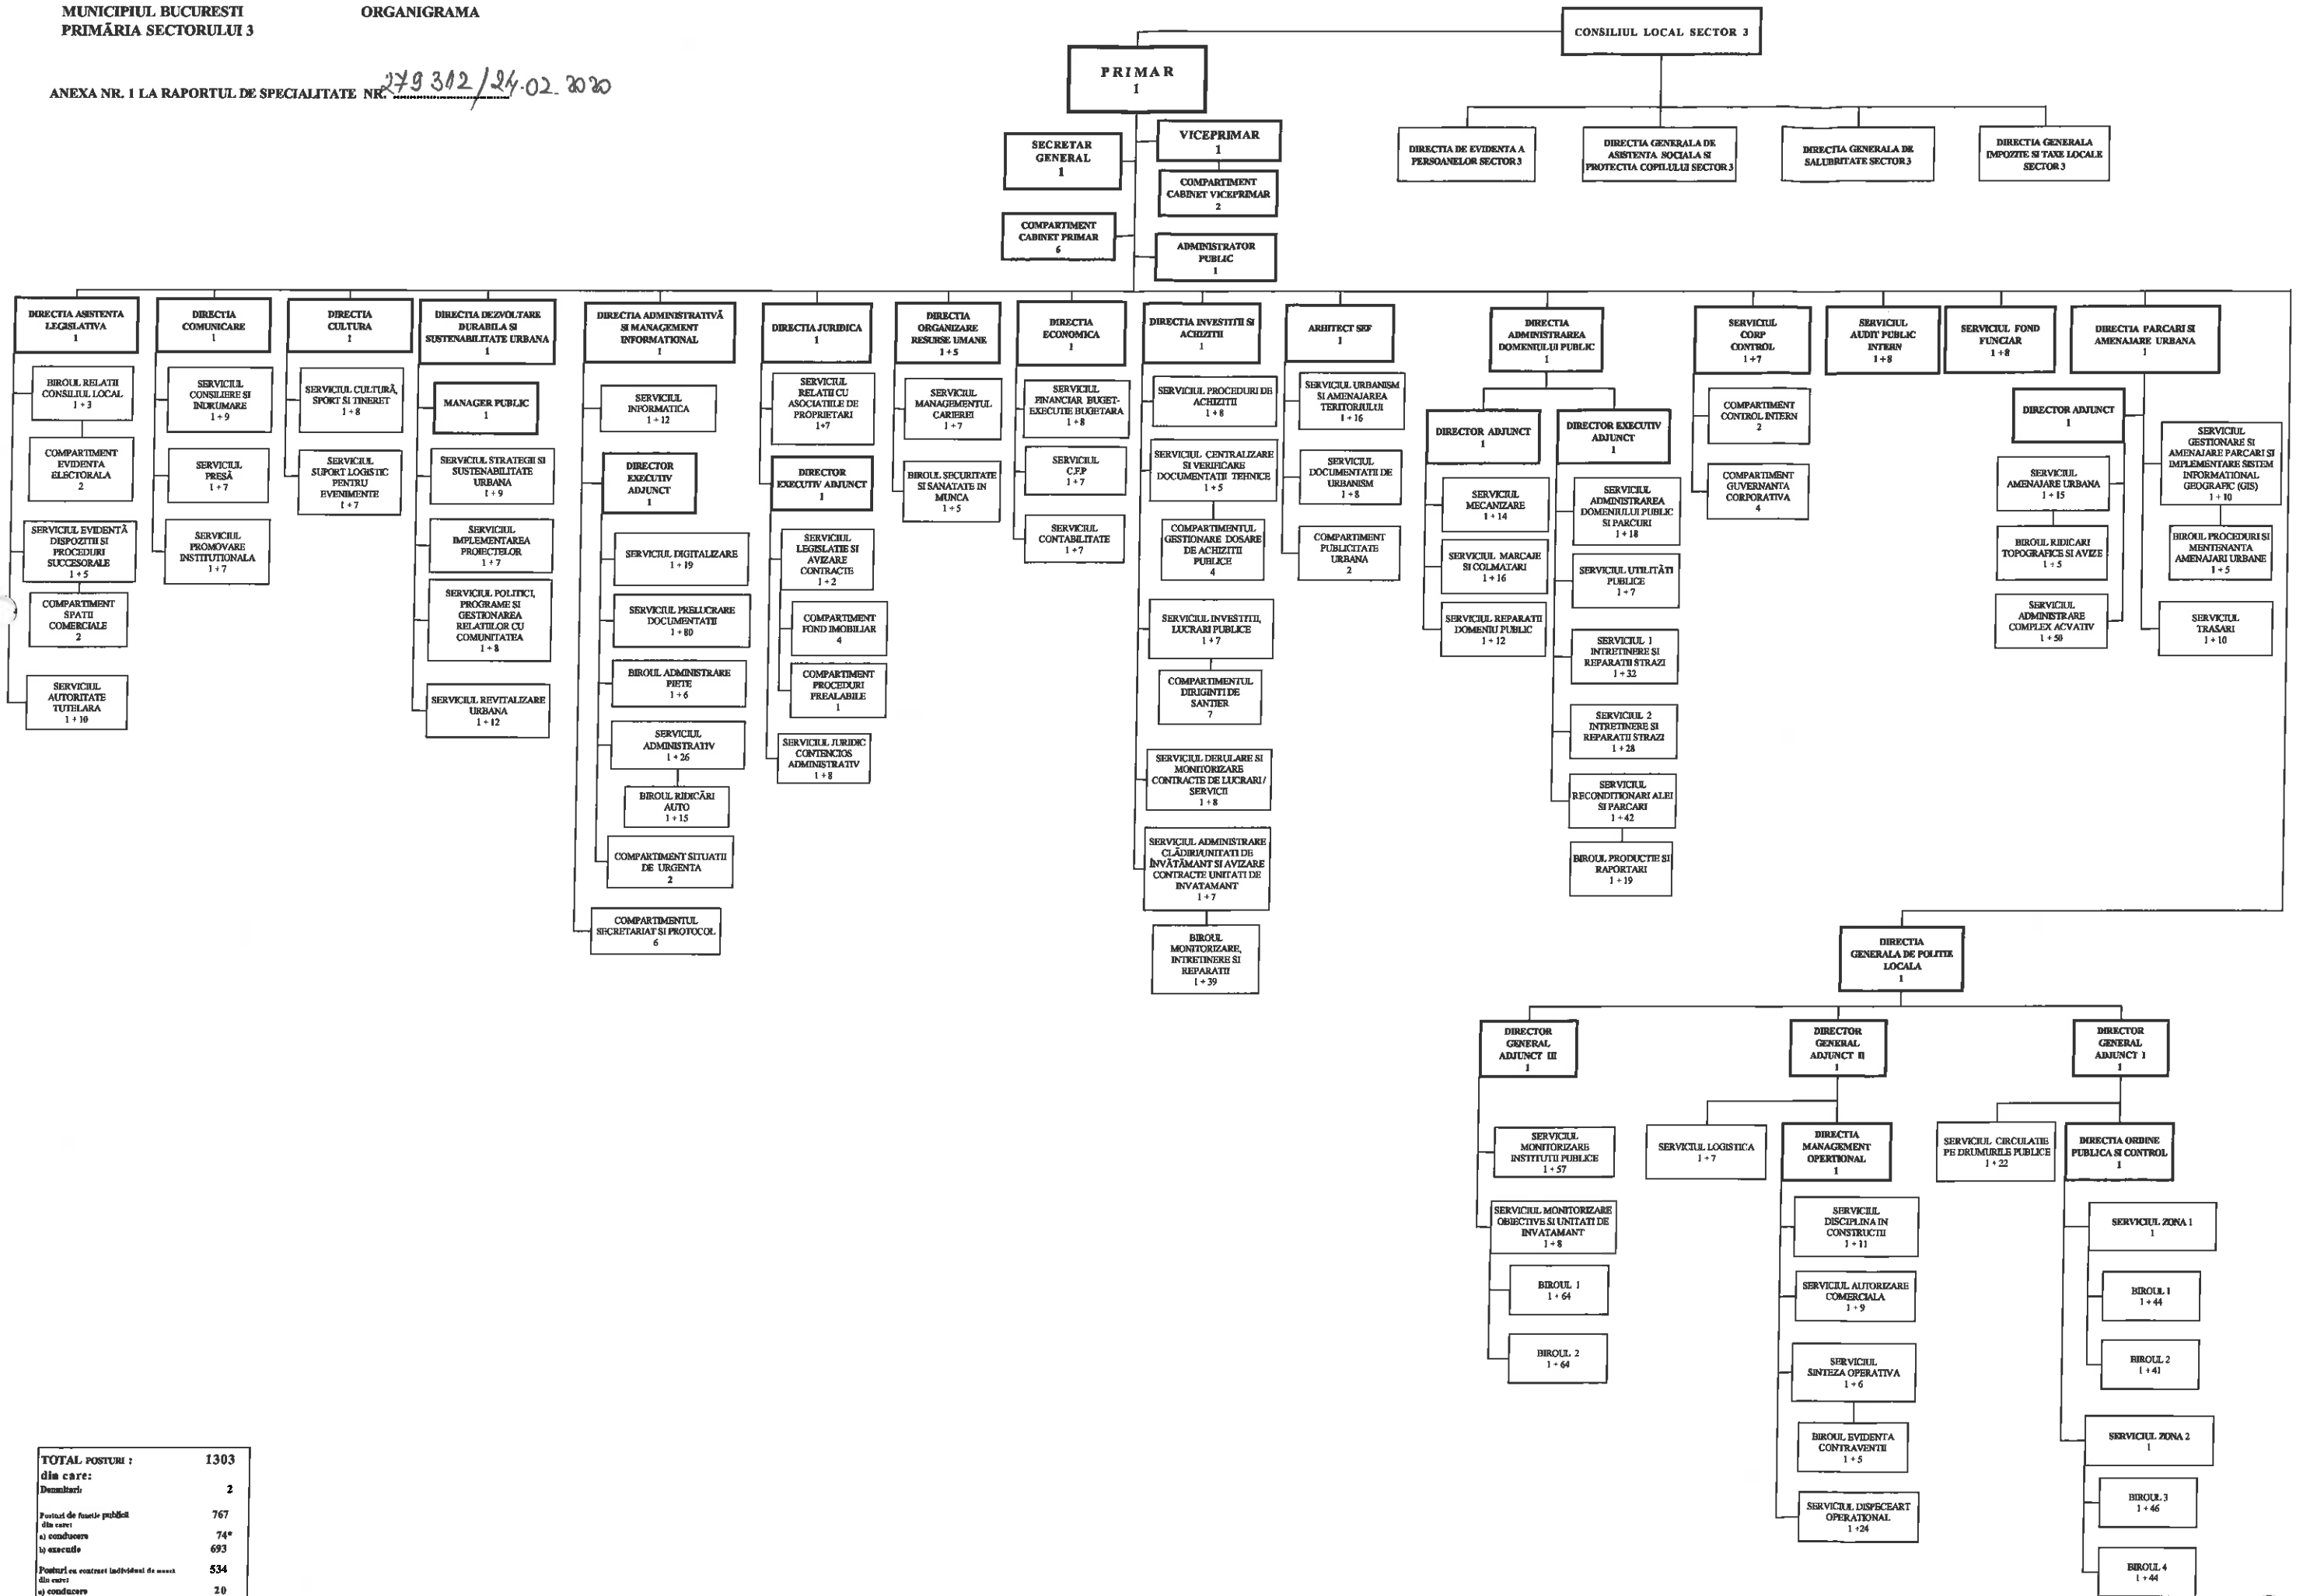 MUNICIPIUL BUCURESTI
PRIMĂRIA SECTORULUI 3
ORGANIGRAMA
ANEXA NR. 1 LA RAPORTUL DE SPECIALITATE NR. 279312/24.02.2020
CONSILIUL LOCAL SECTOR 3
PRIMAR
1
SECRETAR
GENERAL
1
VICEPRIMAR
1
COMPARTIMENT
CABINET VICEPRIMAR
2
COMPARTIMENT
CABINET PRIMAR
6
ADMINISTRATOR
PUBLIC
1
DIRECTIA DE EVIDENTA A
PERSOANELOR SECTOR 3
DIRECTIA GENERALA DE
ASISTENTA SOCIALA SI
PROTECTIA COPILULUI SECTOR 3
DIRECTIA GENERALA DE
SALUBRITATE SECTOR 3
DIRECTIA GENERALA
IMPOZITE SI TAXE LOCALE
SECTOR 3
DIRECTIA ASISTENTA
LEGISLATIVA
1
BIROUL RELATII
CONSILIUL LOCAL
1 + 3
COMPARTIMENT
EVIDENTA
ELECTORALA
2
SERVICIUL EVIDENTĂ
DISPOZITII SI
PROCEDURI
SUCCESORALE
1 + 5
COMPARTIMENT
SPATII
COMERCIALE
2
SERVICIUL
AUTORITATE
TUTELARA
1 + 10
DIRECTIA
COMUNICARE
1
SERVICIUL
CONSILIERE SI
INDRUMARE
1 + 9
SERVICIUL
PRESĂ
1 + 7
SERVICIUL
PROMOVARE
INSTITUTIONALA
1 + 7
DIRECTIA
CULTURA
1
SERVICIUL CULTURĂ,
SPORT SI TINERET
1 + 8
SERVICIUL
SUPORT LOGISTIC
PENTRU
EVENIMENTE
1 + 7
DIRECTIA DEZVOLTARE
DURABILA SI
SUSTENABILITATE URBANA
1
MANAGER PUBLIC
1
SERVICIUL STRATEGII SI
SUSTENABILITATE
URBANA
1 + 9
SERVICIUL
IMPLEMENTAREA
PROIECTELOR
1 + 7
SERVICIUL POLITICI,
PROGRAME SI
GESTIONAREA
RELATIILOR CU
COMUNITATEA
1 + 8
SERVICIUL REVITALIZARE
URBANA
1 + 12
DIRECTIA ADMINISTRATIVĂ
SI MANAGEMENT
INFORMATIONAL
1
SERVICIUL
INFORMATICA
1 + 12
DIRECTOR
EXECUTIV
ADJUNCT
1
SERVICIUL DIGITALIZARE
1 + 19
SERVICIUL PRELUCRARE
DOCUMENTATII
1 + 80
BIROUL ADMINISTRARE
PIETE
1 + 6
SERVICIUL
ADMINISTRATIV
1 + 26
BIROUL RIDICĂRI
AUTO
1 + 15
COMPARTIMENT SITUATII
DE URGENTA
2
COMPARTIMENTUL
SECRETARIAT SI PROTOCOL
6
DIRECTIA JURIDICA
1
SERVICIUL
RELATII CU
ASOCIATIILE DE
PROPRIETARI
1+7
DIRECTOR
EXECUTIV ADJUNCT
1
SERVICIUL
LEGISLATIE SI
AVIZARE
CONTRACTE
1 + 2
COMPARTIMENT
FOND IMOBILIAR
4
COMPARTIMENT
PROCEDURI
PREALABILE
1
SERVICIUL JURIDIC
CONTENCIOS
ADMINISTRATIV
1 + 8
DIRECTIA
ORGANIZARE
RESURSE UMANE
1 + 5
SERVICIUL
MANAGEMENTUL
CARIEREI
1 + 7
BIROUL SECURITATE
SI SANATATE IN
MUNCA
1 + 5
DIRECTIA
ECONOMICA
1
SERVICIUL
FINANCIAR BUGET-
EXECUTIE BUGETARA
1 + 8
SERVICIUL
C.F.P
1 + 7
SERVICIUL
CONTABILITATE
1 + 7
DIRECTIA INVESTITII SI
ACHIZITII
1
SERVICIUL PROCEDURI DE
ACHIZITII
1 + 8
SERVICIUL CENTRALIZARE
SI VERIFICARE
DOCUMENTATII TEHNICE
1 + 5
COMPARTIMENTUL
GESTIONARE DOSARE
DE ACHIZITII
PUBLICE
4
SERVICIUL INVESTITII,
LUCRARI PUBLICE
1 + 7
COMPARTIMENTUL
DIRIGINTI DE
SANTIER
7
SERVICIUL DERULARE SI
MONITORIZARE
CONTRACTE DE LUCRARI/
SERVICII
1 + 8
SERVICIUL ADMINISTRARE
CLĂDIRI/UNITATI DE
ÎNVĂTĂMANT SI AVIZARE
CONTRACTE UNITATI DE
INVATAMANT
1 + 7
BIROUL
MONITORIZARE,
INTRETINERE SI
REPARATII
1 + 39
ARHITECT SEF
1
SERVICIUL URBANISM
SI AMENAJAREA
TERITORIULUI
1 + 16
SERVICIUL
DOCUMENTATII DE
URBANISM
1 + 8
COMPARTIMENT
PUBLICITATE
URBANA
2
DIRECTIA
ADMINISTRAREA
DOMENIULUI PUBLIC
1
DIRECTOR ADJUNCT
1
SERVICIUL
MECANIZARE
1 + 14
SERVICIUL MARCAJE
SI COLMATARI
1 + 16
SERVICIUL REPARATII
DOMENIU PUBLIC
1 + 12
DIRECTOR EXECUTIV
ADJUNCT
1
SERVICIUL
ADMINISTRAREA
DOMENIULUI PUBLIC
SI PARCURI
1 + 18
SERVICIUL UTILITĂTI
PUBLICE
1 + 7
SERVICIUL 1
INTRETINERE SI
REPARATII STRAZI
1 + 32
SERVICIUL 2
INTRETINERE SI
REPARATII STRAZI
1 + 28
SERVICIUL
RECONDITIONARI ALEI
SI PARCARI
1 + 42
BIROUL PRODUCTIE SI
RAPORTARI
1 + 19
SERVICIUL
CORP
CONTROL
1 + 7
COMPARTIMENT
CONTROL INTERN
2
COMPARTIMENT
GUVERNANTA
CORPORATIVA
4
SERVICIUL
AUDIT PUBLIC
INTERN
1 + 8
SERVICIUL FOND
FUNCIAR
1 + 8
DIRECTIA PARCARI SI
AMENAJARE URBANA
1
DIRECTOR ADJUNCT
1
SERVICIUL
AMENAJARE URBANA
1 + 15
BIROUL RIDICARI
TOPOGRAFICE SI AVIZE
1 + 5
SERVICIUL
ADMINISTRARE
COMPLEX ACVATIV
1 + 50
SERVICIUL
GESTIONARE SI
AMENAJARE PARCARI SI
IMPLEMENTARE SISTEM
INFORMATIONAL
GEOGRAFIC (GIS)
1 + 10
BIROUL PROCEDURI SI
MENTENANTA
AMENAJARI URBANE
1 + 5
SERVICIUL
TRASARI
1 + 10
DIRECTIA
GENERALA DE POLITIE
LOCALA
1
DIRECTOR
GENERAL
ADJUNCT III
1
SERVICIUL
MONITORIZARE
INSTITUTII PUBLICE
1 + 57
SERVICIUL MONITORIZARE
OBIECTIVE SI UNITATI DE
INVATAMANT
1 + 8
BIROUL 1
1 + 64
BIROUL 2
1 + 64
DIRECTOR
GENERAL
ADJUNCT II
1
SERVICIUL LOGISTICA
1 + 7
DIRECTIA
MANAGEMENT
OPERTIONAL
1
SERVICIUL
DISCIPLINA IN
CONSTRUCTII
1 + 11
SERVICIUL AUTORIZARE
COMERCIALA
1 + 9
SERVICIUL
SINTEZA OPERATIVA
1 + 6
BIROUL EVIDENTA
CONTRAVENTII
1 + 5
SERVICIUL DISPECEART
OPERATIONAL
1 +24
DIRECTOR
GENERAL
ADJUNCT I
1
SERVICIUL CIRCULATIE
PE DRUMURILE PUBLICE
1 + 22
DIRECTIA ORDINE
PUBLICA SI CONTROL
1
SERVICIUL ZONA 1
1
BIROUL 1
1 + 44
BIROUL 2
1 + 41
SERVICIUL ZONA 2
1
BIROUL 3
1 + 46
BIROUL 4
1 + 44
TOTAL POSTURI : 1303
din care:
Demnitari: 2
Posturi de functie publică 767
din care:
a) conducere 74*
b) executie 693
Posturi cu contract individual de munca 534
din care:
a) conducere 20